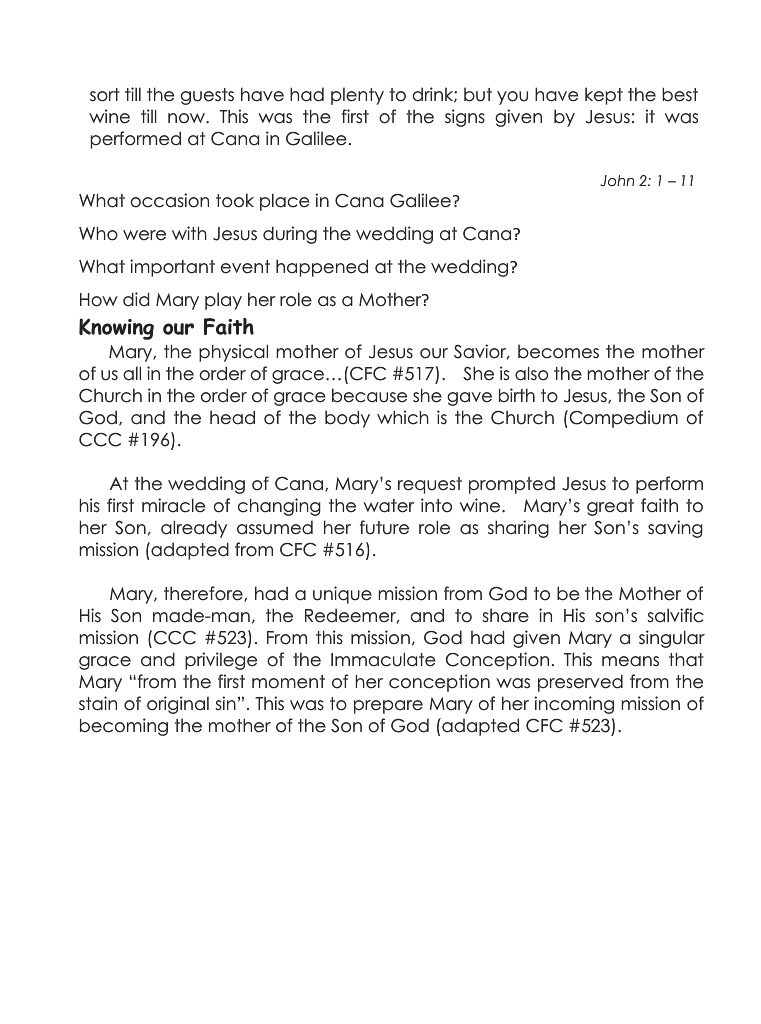 sort till the guests have had plenty to drink; but you have kept the best
wine till now. This was the first of the signs given by Jesus: it was
performed at Cana in Galilee.
John 2: 1 – 11
What occasion took place in Cana Galilee?
Who were with Jesus during the wedding at Cana?
What important event happened at the wedding?
How did Mary play her role as a Mother?
Knowing our Faith
Mary, the physical mother of Jesus our Savior, becomes the mother
of us all in the order of grace…(CFC #517). She is also the mother of the
Church in the order of grace because she gave birth to Jesus, the Son of
God, and the head of the body which is the Church (Compedium of
CCC #196).
At the wedding of Cana, Mary’s request prompted Jesus to perform
his first miracle of changing the water into wine. Mary’s great faith to
her Son, already assumed her future role as sharing her Son’s saving
mission (adapted from CFC #516).
Mary, therefore, had a unique mission from God to be the Mother of
His Son made-man, the Redeemer, and to share in His son’s salvific
mission (CCC #523). From this mission, God had given Mary a singular
grace and privilege of the Immaculate Conception. This means that
Mary “from the first moment of her conception was preserved from the
stain of original sin”. This was to prepare Mary of her incoming mission of
becoming the mother of the Son of God (adapted CFC #523).